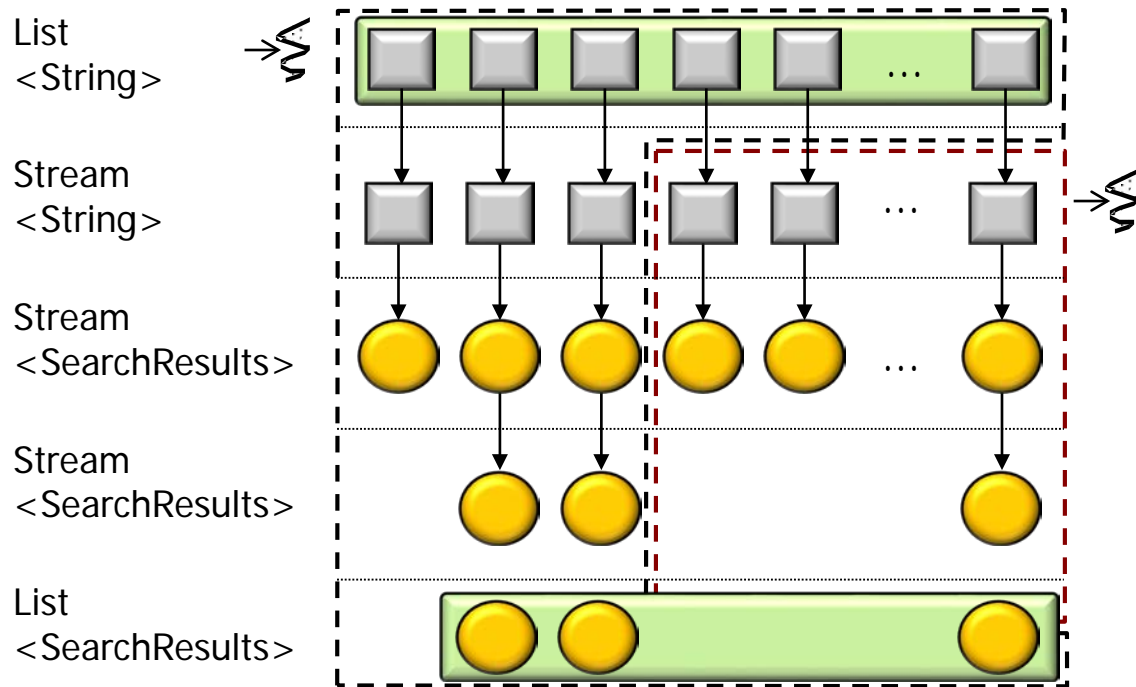 List
<String>
...
Stream
<String>
...
Stream
<SearchResults>
...
Stream
<SearchResults>
List
<SearchResults>